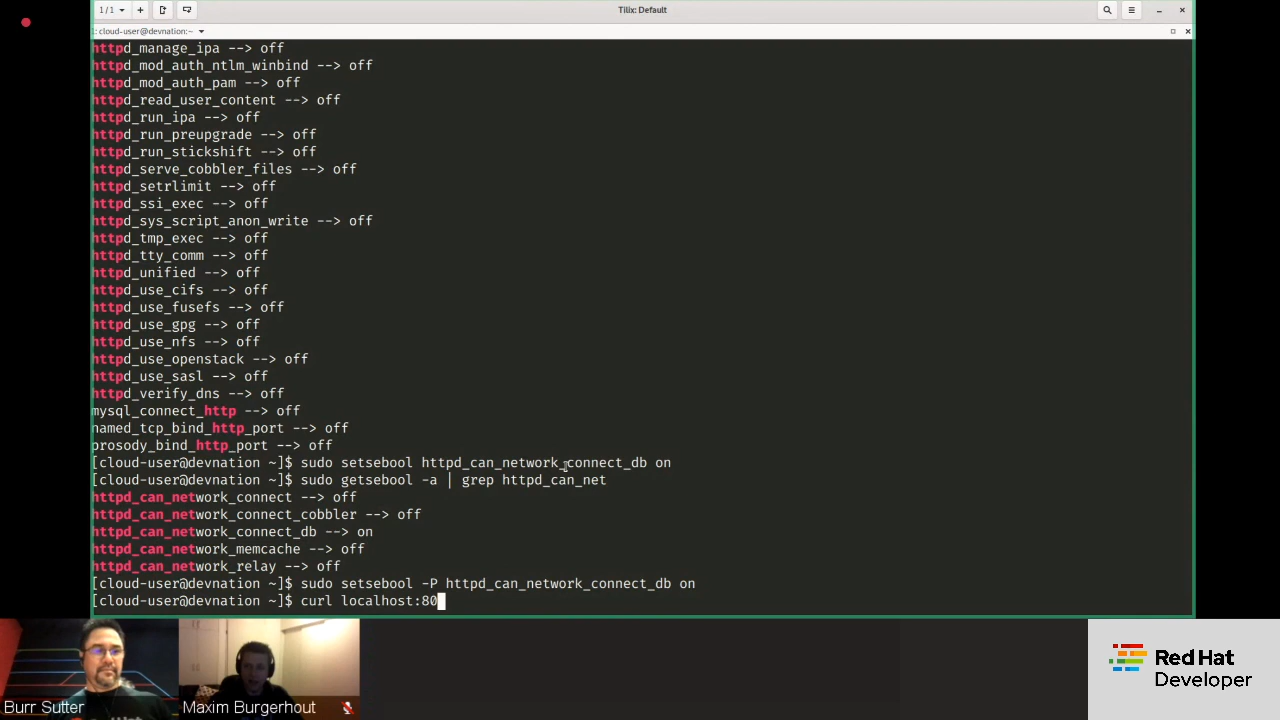 1 / 1
Tilix: Default
: cloud-user@devnation:~
httpd_manage_ipa --> off
httpd_mod_auth_ntlm_winbind --> off
httpd_mod_auth_pam --> off
httpd_read_user_content --> off
httpd_run_ipa --> off
httpd_run_preupgrade --> off
httpd_run_stickshift --> off
httpd_serve_cobbler_files --> off
httpd_setrlimit --> off
httpd_ssi_exec --> off
httpd_sys_script_anon_write --> off
httpd_tmp_exec --> off
httpd_tty_comm --> off
httpd_unified --> off
httpd_use_cifs --> off
httpd_use_fusefs --> off
httpd_use_gpg --> off
httpd_use_nfs --> off
httpd_use_openstack --> off
httpd_use_sasl --> off
httpd_verify_dns --> off
mysql_connect_http --> off
named_tcp_bind_http_port --> off
prosody_bind_http_port --> off
[cloud-user@devnation ~]$ sudo setsebool httpd_can_network_connect_db on
[cloud-user@devnation ~]$ sudo getsebool -a | grep httpd_can_net
httpd_can_network_connect --> off
httpd_can_network_connect_cobbler --> off
httpd_can_network_connect_db --> on
httpd_can_network_memcache --> off
httpd_can_network_relay --> off
[cloud-user@devnation ~]$ sudo setsebool -P httpd_can_network_connect_db on
[cloud-user@devnation ~]$ curl localhost:80
Burr Sutter
Maxim Burgerhout
Red Hat
Developer